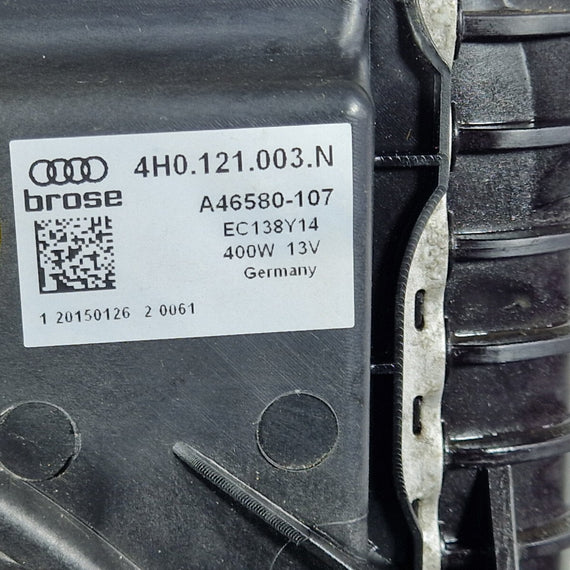 4H0.121.003.N
brose
A46580-107
EC138Y14
400W 13V
Germany
1 20150126 2 0061